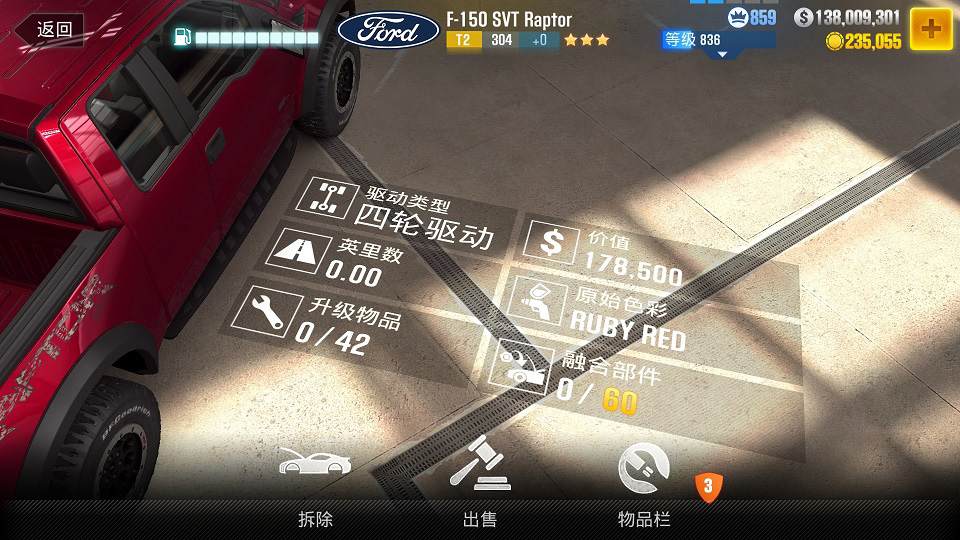 返回
Ford
F-150 SVT Raptor
T2 304 +0
等级 836
859
138,009,301
235,055
驱动类型
四轮驱动
英里数
0.00
升级物品
0/42
价值
178,500
原始色彩
RUBY RED
融合部件
0/60
BFGoodrich
拆除
出售
物品栏
3